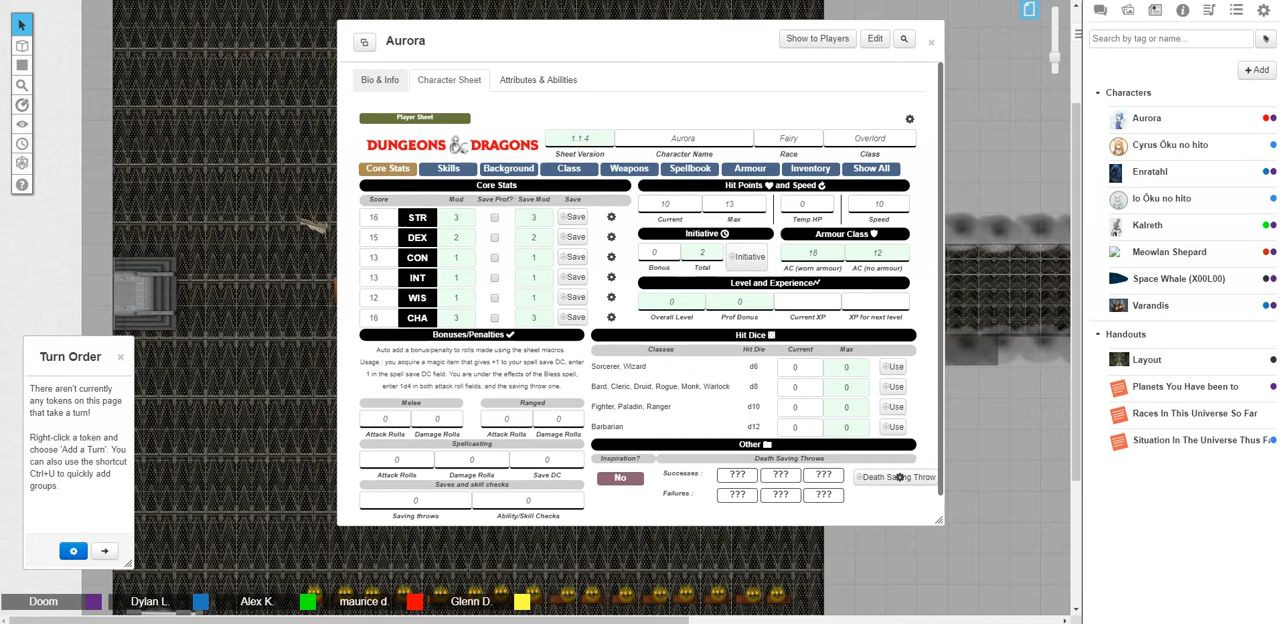 Aurora
Show to Players
Edit
Bio & Info
Character Sheet
Attributes & Abilities
Player Sheet
DUNGEONS & DRAGONS
1.1.4
Aurora
Fairy
Overlord
Sheet Version
Character Name
Race
Class
Core Stats
Skills
Background
Class
Weapons
Spellbook
Armour
Inventory
Show All
Core Stats
Score Mod Save Prof? Save Mod Save
16 STR 3 3 Save
15 DEX 2 2 Save
13 CON 1 1 Save
13 INT 1 1 Save
12 WIS 1 1 Save
16 CHA 3 3 Save
Hit Points and Speed
10 13 0 10
Current Max Temp HP Speed
Initiative
0 2 Initiative
Bonus Total
Armour Class
16 12
AC (worn armour) AC (no armour)
Level and Experience
0 0
Overall Level Prof Bonus Current XP XP for next level
Bonuses/Penalties
Auto add a bonus/penalty to rolls made using the sheet macros.
Usage : you acquire a magic item that gives +1 to your spell save DC, enter
1 in the spell save DC field. You are under the effects of the Bless spell,
enter 1d4 in both attack roll fields, and the saving throw one.
Melee Ranged
0 0 0 0
Attack Rolls Damage Rolls Attack Rolls Damage Rolls
Spellcasting
0 0 0
Attack Rolls Damage Rolls Save DC
Saves and skill checks
0 0
Saving throws Ability/Skill Checks
Hit Dice
Classes Hit Die Current Max
Sorcerer, Wizard d6 0 0 Use
Bard, Cleric, Druid, Rogue, Monk, Warlock d8 0 0 Use
Fighter, Paladin, Ranger d10 0 0 Use
Barbarian d12 0 0 Use
Other
Inspiration? Death Saving Throws
No
Successes : ??? ??? ???
Failures : ??? ??? ???
Death Saving Throw
Turn Order
There aren't currently
any tokens on this page
that take a turn!
Right-click a token and
choose 'Add a Turn'. You
can also use the shortcut
Ctrl+U to quickly add
groups.
Doom
Dylan L.
Alex K.
maurice d.
Glenn D.
Search by tag or name...
+ Add
Characters
Aurora
Cyrus Ôku no hito
Enratahl
Io Ôku no hito
Kalreth
Meowlan Shepard
Space Whale (X00L00)
Varandis
Handouts
Layout
Planets You Have been to
Races In This Universe So Far
Situation In The Universe Thus Fa